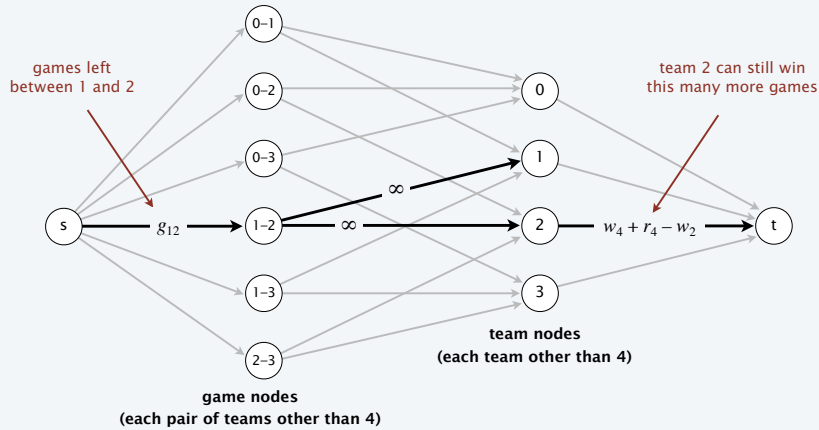 0–1
games left
between 1 and 2
team 2 can still win
this many more games
0–2
0
0–3
1
∞
s
g12
1–2
∞
2
w4 + r4 – w2
t
1–3
3
team nodes
(each team other than 4)
2–3
game nodes
(each pair of teams other than 4)